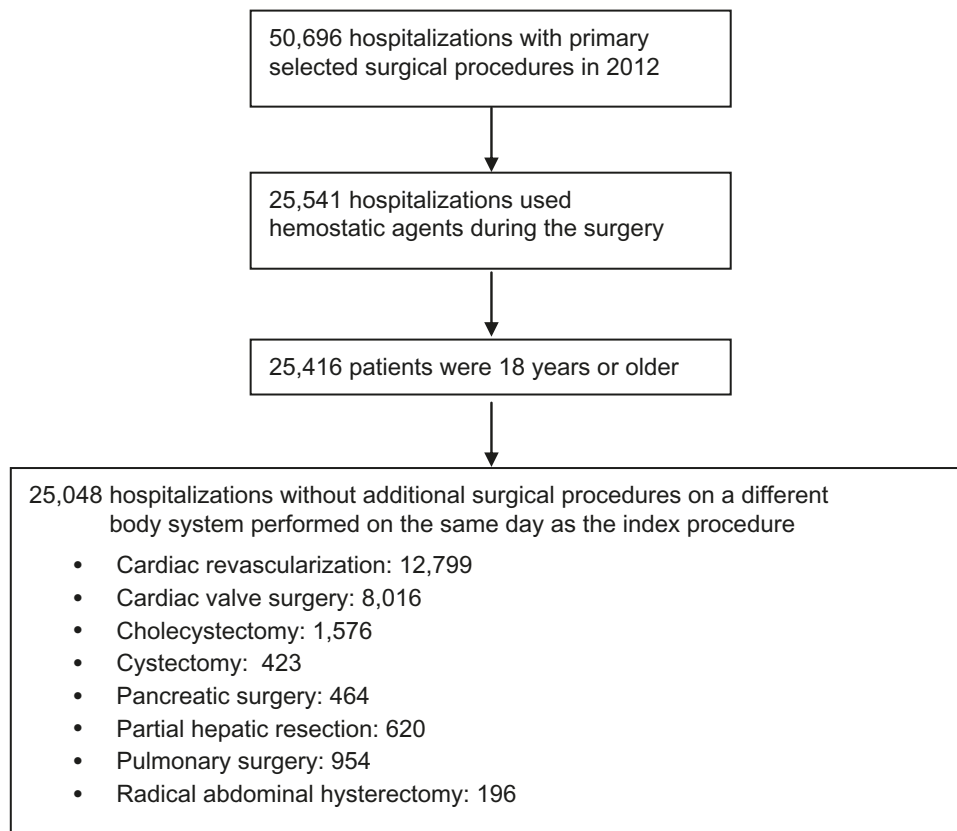 50,696 hospitalizations with primary
selected surgical procedures in 2012
25,541 hospitalizations used
hemostatic agents during the surgery
25,416 patients were 18 years or older
25,048 hospitalizations without additional surgical procedures on a different
body system performed on the same day as the index procedure
• Cardiac revascularization: 12,799
• Cardiac valve surgery: 8,016
• Cholecystectomy: 1,576
• Cystectomy: 423
• Pancreatic surgery: 464
• Partial hepatic resection: 620
• Pulmonary surgery: 954
• Radical abdominal hysterectomy: 196